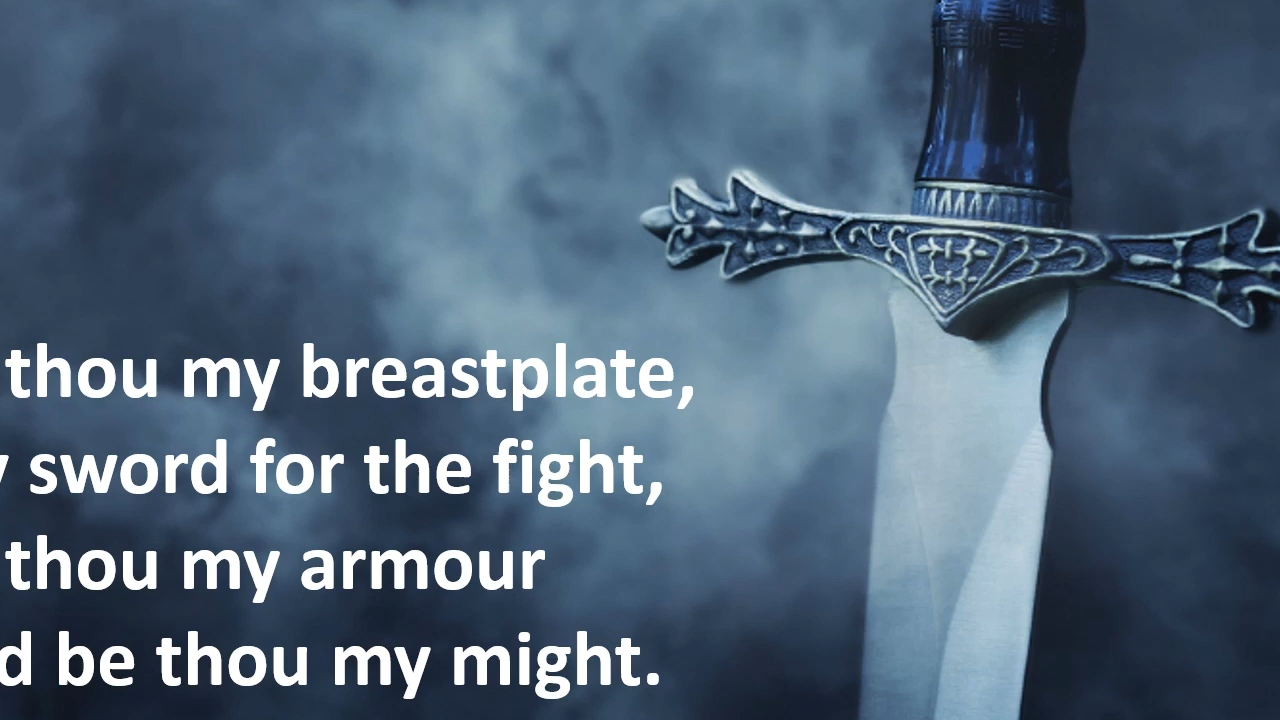 thou my breastplate,
sword for the fight,
thou my armour
be thou my might.